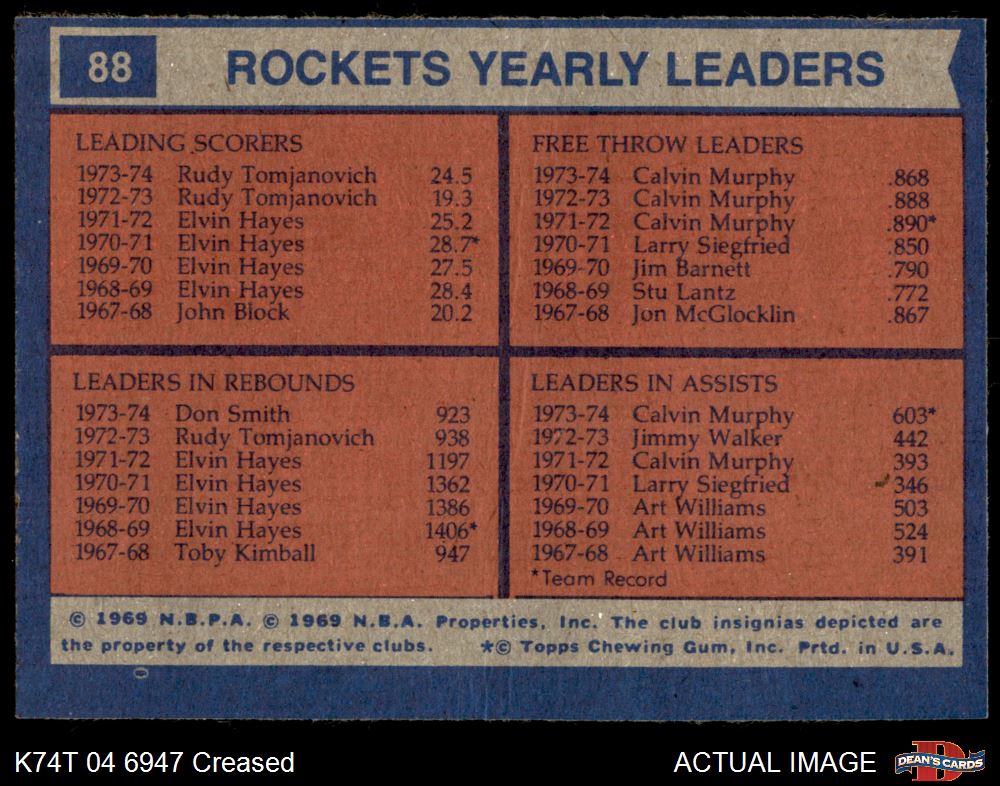 88 ROCKETS YEARLY LEADERS
LEADING SCORERS
1973-74 Rudy Tomjanovich 24.5
1972-73 Rudy Tomjanovich 19.3
1971-72 Elvin Hayes 25.2
1970-71 Elvin Hayes 28.7*
1969-70 Elvin Hayes 27.5
1968-69 Elvin Hayes 28.4
1967-68 John Block 20.2
FREE THROW LEADERS
1973-74 Calvin Murphy .868
1972-73 Calvin Murphy .888
1971-72 Calvin Murphy .890*
1970-71 Larry Siegfried .850
1969-70 Jim Barnett .790
1968-69 Stu Lantz .772
1967-68 Jon McGlocklin .867
LEADERS IN REBOUNDS
1973-74 Don Smith 923
1972-73 Rudy Tomjanovich 938
1971-72 Elvin Hayes 1197
1970-71 Elvin Hayes 1362
1969-70 Elvin Hayes 1386
1968-69 Elvin Hayes 1406*
1967-68 Toby Kimball 947
LEADERS IN ASSISTS
1973-74 Calvin Murphy 603*
1972-73 Jimmy Walker 442
1971-72 Calvin Murphy 393
1970-71 Larry Siegfried 346
1969-70 Art Williams 503
1968-69 Art Williams 524
1967-68 Art Williams 391
*Team Record
© 1969 N.B.P.A. © 1969 N.B.A. Properties, Inc. The club insignias depicted are
the property of the respective clubs. *© Topps Chewing Gum, Inc. Prtd. in U.S.A.
K74T 04 6947 Creased ACTUAL IMAGE
D
DEAN'S CARDS